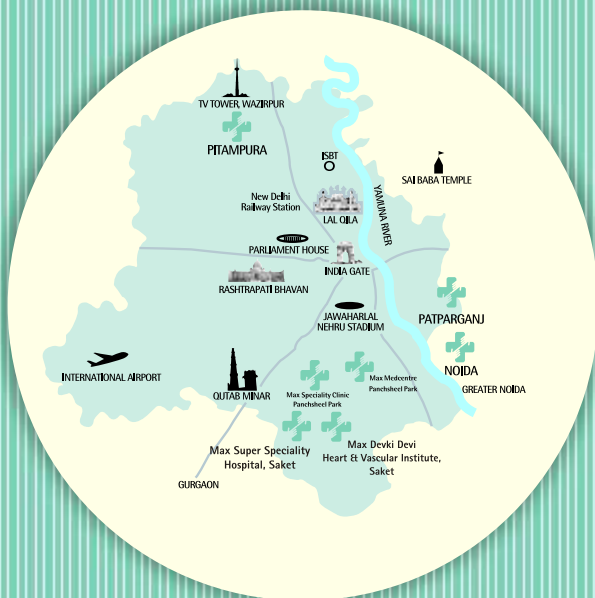 TV TOWER, WAZIRPUR
PITAMPURA
ISBT
SAI BABA TEMPLE
New Delhi
Railway Station
LAL QILA
YAMUNA RIVER
PARLIAMENT HOUSE
INDIA GATE
RASHTRAPATI BHAVAN
JAWAHARLAL
NEHRU STADIUM
PATPARGANJ
NOIDA
INTERNATIONAL AIRPORT
QUTAB MINAR
Max Speciality Clinic
Panchsheel Park
Max Medcentre
Panchsheel Park
GREATER NOIDA
Max Super Speciality
Hospital, Saket
Max Devki Devi
Heart & Vascular Institute,
Saket
GURGAON